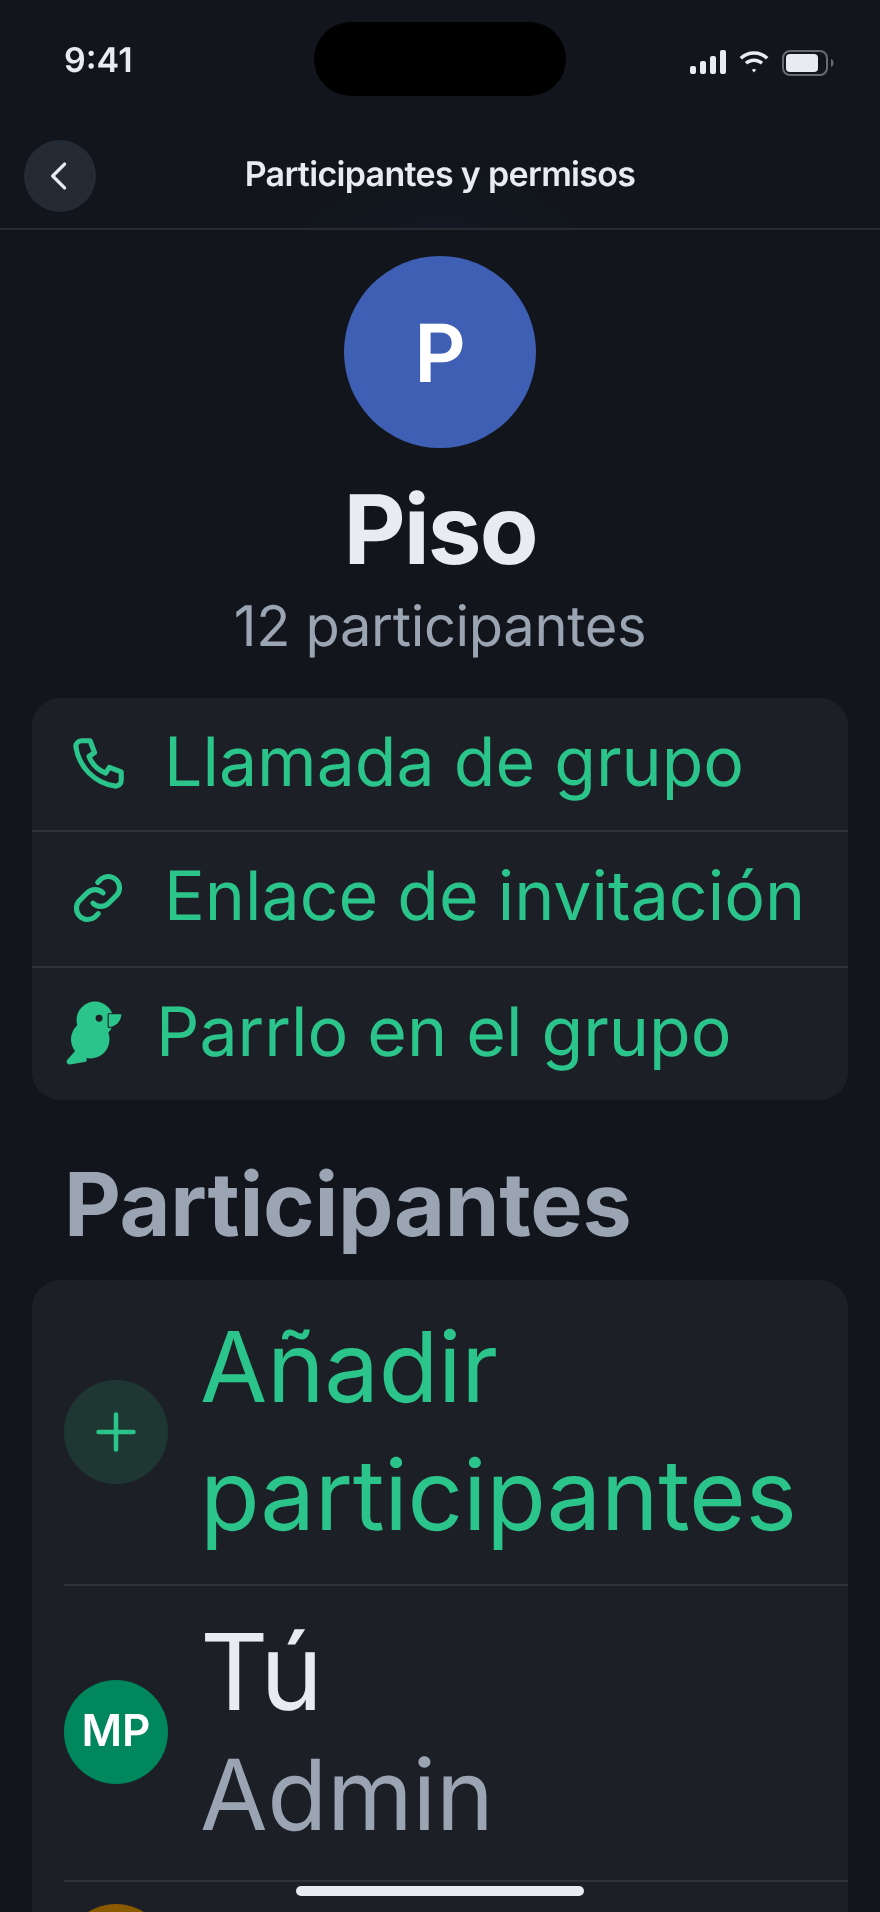 9:41
Participantes y permisos
P
Piso
12 participantes
Llamada de grupo
Enlace de invitación
Parrlo en el grupo
Participantes
Añadir
participantes
MP
Tú
Admin